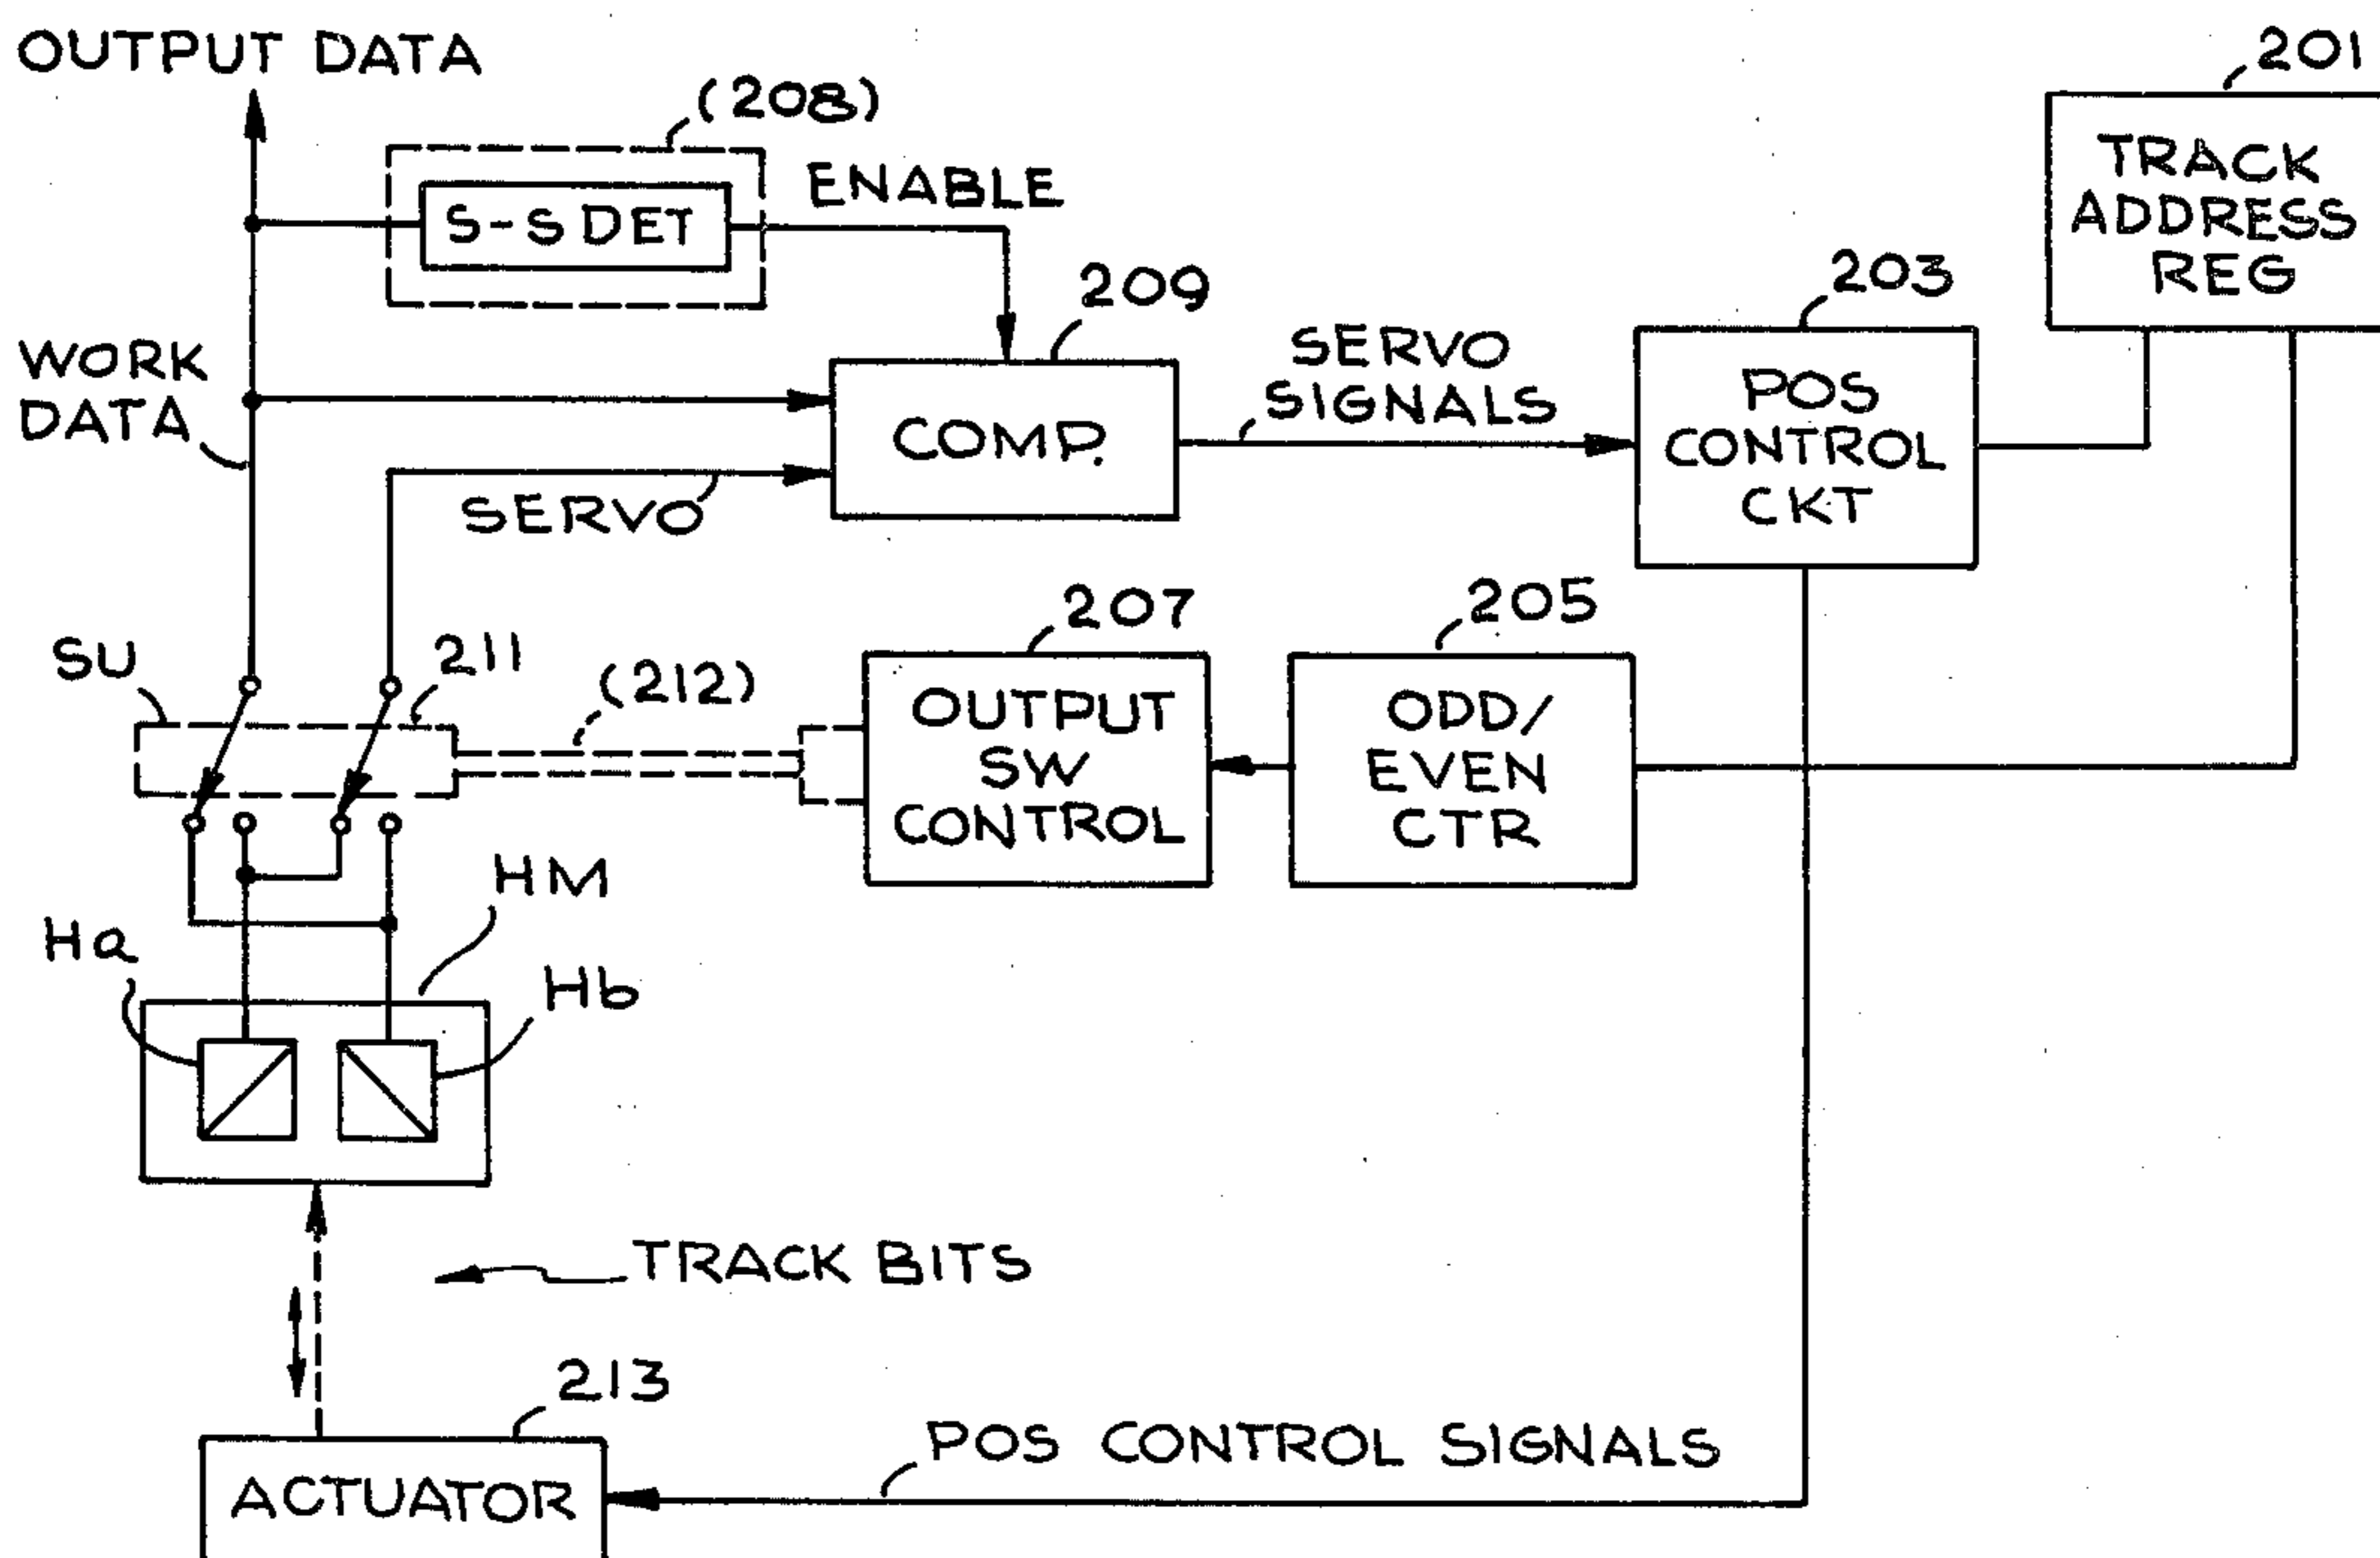 OUTPUT DATA
201
(208)
TRACK
ADDRESS
REG
ENABLE
S-S DET
203
209
WORK
DATA
SERVO
SIGNALS
POS
CONTROL
CKT
COMP.
SERVO
207
205
SU
211
(212)
OUTPUT
SW
CONTROL
ODD/
EVEN
CTR
HM
Ha
Hb
TRACK BITS
213
POS CONTROL SIGNALS
ACTUATOR